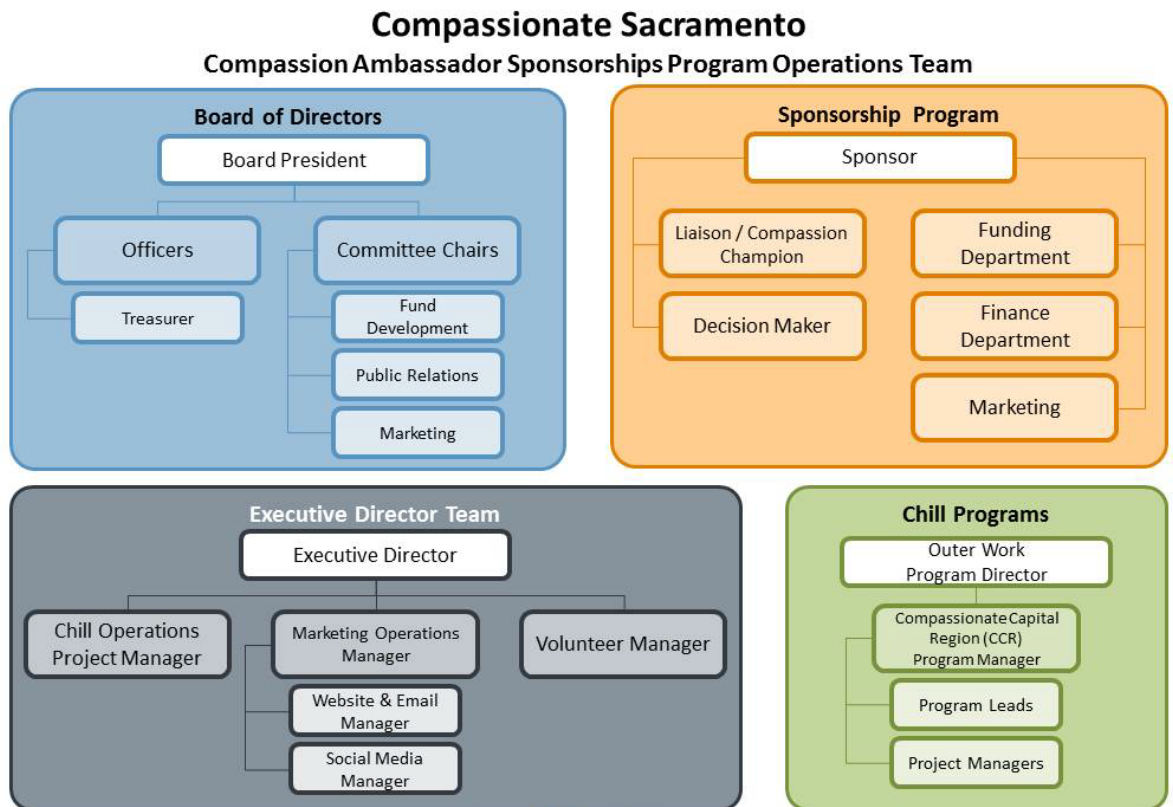 Compassionate Sacramento
Compassion Ambassador Sponsorships Program Operations Team
Board of Directors
Board President
Officers
Treasurer
Committee Chairs
Fund
Development
Public Relations
Marketing
Sponsorship Program
Sponsor
Liaison / Compassion
Champion
Decision Maker
Funding
Department
Finance
Department
Marketing
Executive Director Team
Executive Director
Chill Operations
Project Manager
Marketing Operations
Manager
Website & Email
Manager
Social Media
Manager
Volunteer Manager
Chill Programs
Outer Work
Program Director
Compassionate Capital
Region (CCR)
Program Manager
Program Leads
Project Managers